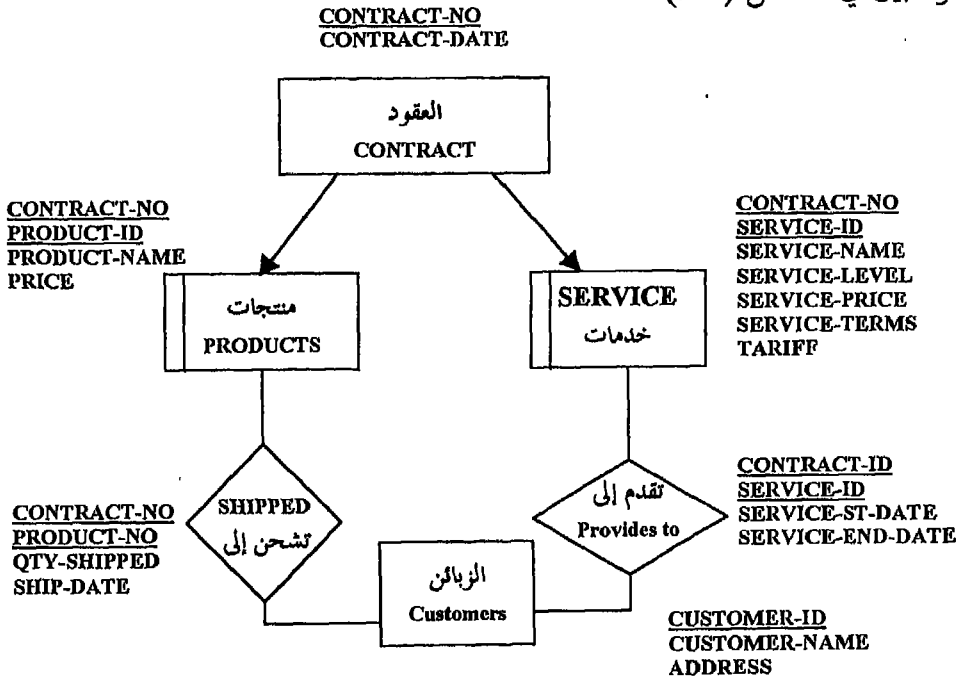 CONTRACT-NO
CONTRACT-DATE
العقود
CONTRACT
CONTRACT-NO
PRODUCT-ID
PRODUCT-NAME
PRICE
منتجات
PRODUCTS
CONTRACT-NO
SERVICE-ID
SERVICE-NAME
SERVICE-LEVEL
SERVICE-PRICE
SERVICE-TERMS
TARIFF
SERVICE
خدمات
CONTRACT-NO
PRODUCT-NO
QTY-SHIPPED
SHIP-DATE
SHIPPED
تشحن إلى
تقدم إلى
Provides to
CONTRACT-ID
SERVICE-ID
SERVICE-ST-DATE
SERVICE-END-DATE
الزبائن
Customers
CUSTOMER-ID
CUSTOMER-NAME
ADDRESS